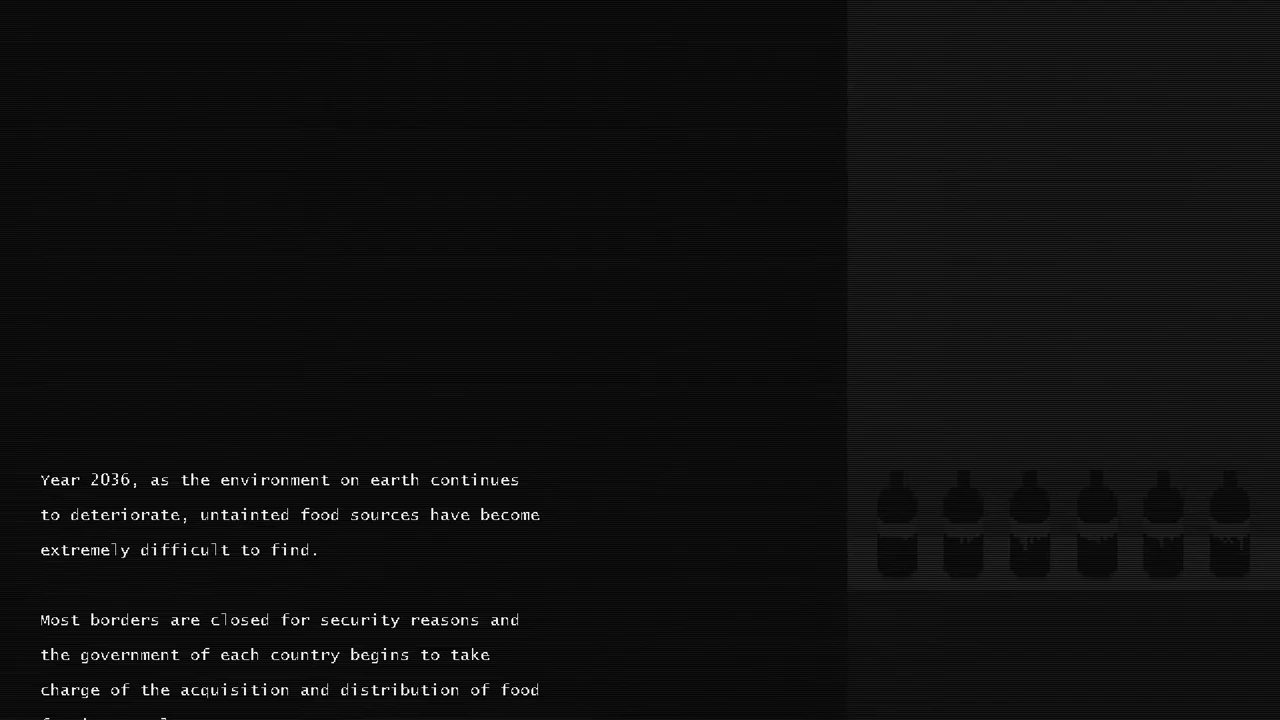 Year 2036, as the environment on earth continues
to deteriorate, untainted food sources have become
extremely difficult to find.
Most borders are closed for security reasons and
the government of each country begins to take
charge of the acquisition and distribution of food